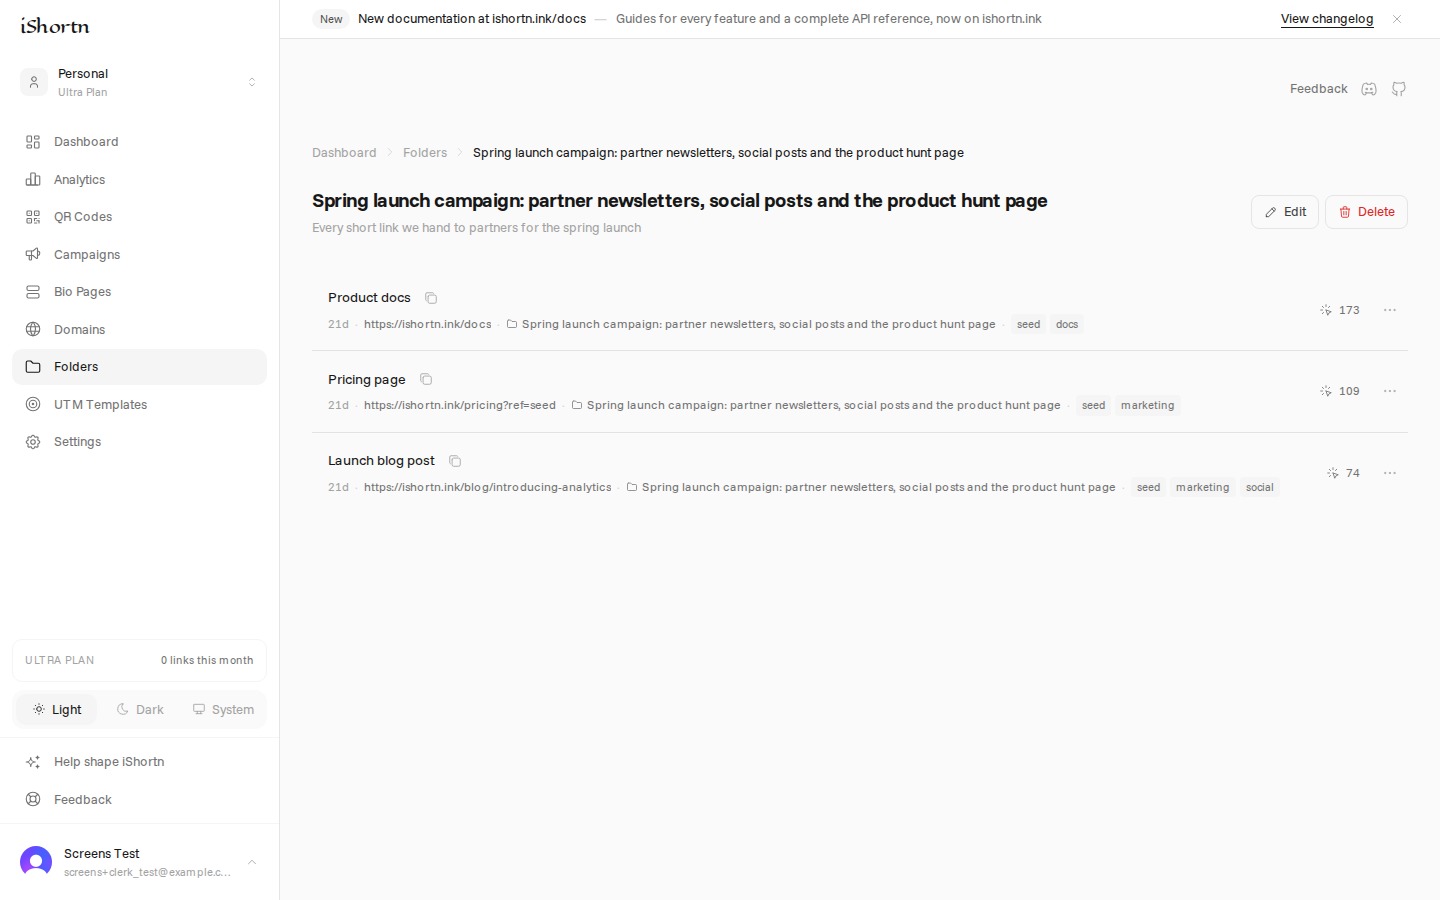 iShortn
Personal
Ultra Plan
Dashboard
Analytics
QR Codes
Campaigns
Bio Pages
Domains
Folders
UTM Templates
Settings
ULTRA PLAN 0 links this month
Light Dark System
Help shape iShortn
Feedback
Screens Test
screens+clerk_test@example.c...
New New documentation at ishortn.ink/docs — Guides for every feature and a complete API reference, now on ishortn.ink View changelog
Feedback
Dashboard Folders Spring launch campaign: partner newsletters, social posts and the product hunt page
Spring launch campaign: partner newsletters, social posts and the product hunt page
Every short link we hand to partners for the spring launch
Edit Delete
Product docs
21d · https://ishortn.ink/docs · Spring launch campaign: partner newsletters, social posts and the product hunt page · seed docs
173
Pricing page
21d · https://ishortn.ink/pricing?ref=seed · Spring launch campaign: partner newsletters, social posts and the product hunt page · seed marketing
109
Launch blog post
21d · https://ishortn.ink/blog/introducing-analytics · Spring launch campaign: partner newsletters, social posts and the product hunt page · seed marketing social
74